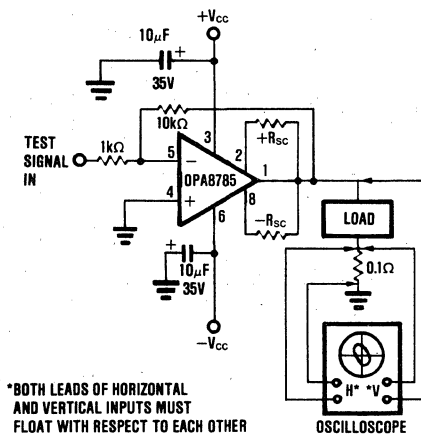 +VCC
10µF
+
35V
10kΩ
TEST
SIGNAL
IN
1kΩ
3
+RSC
2
5
−
OPA8785
1
4
+
8
6
−RSC
+
10µF
35V
−VCC
LOAD
0.1Ω
H* *V
OSCILLOSCOPE
*BOTH LEADS OF HORIZONTAL
AND VERTICAL INPUTS MUST
FLOAT WITH RESPECT TO EACH OTHER